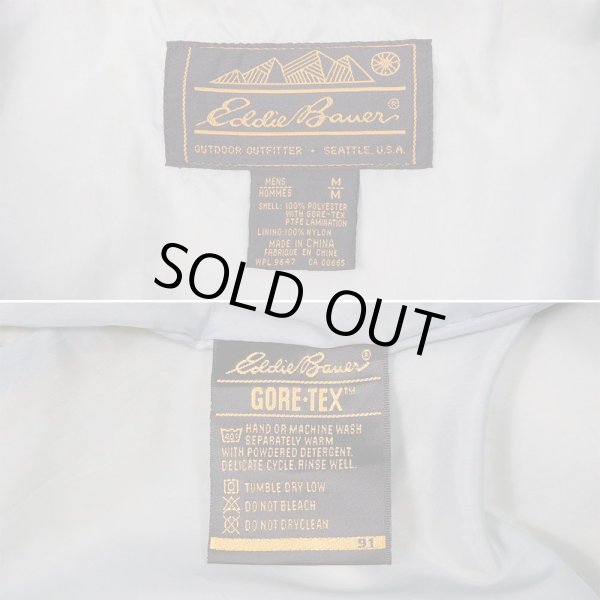 Eddie Bauer®
OUTDOOR OUTFITTER • SEATTLE, U.S.A.
MENS M
HOMMES M
SHELL: 100% POLYESTER
WITH GORE-TEX
PTFE LAMINATION
LINING: 100% NYLON
MADE IN CHINA
FABRIQUE EN CHINE
WPL 9647 CA 00665
SOLD OUT
Eddie Bauer®
GORE·TEX™
HAND OR MACHINE WASH
SEPARATELY WARM
WITH POWDERED DETERGENT.
DELICATE CYCLE. RINSE WELL.
TUMBLE DRY LOW
DO NOT BLEACH
DO NOT DRYCLEAN
91